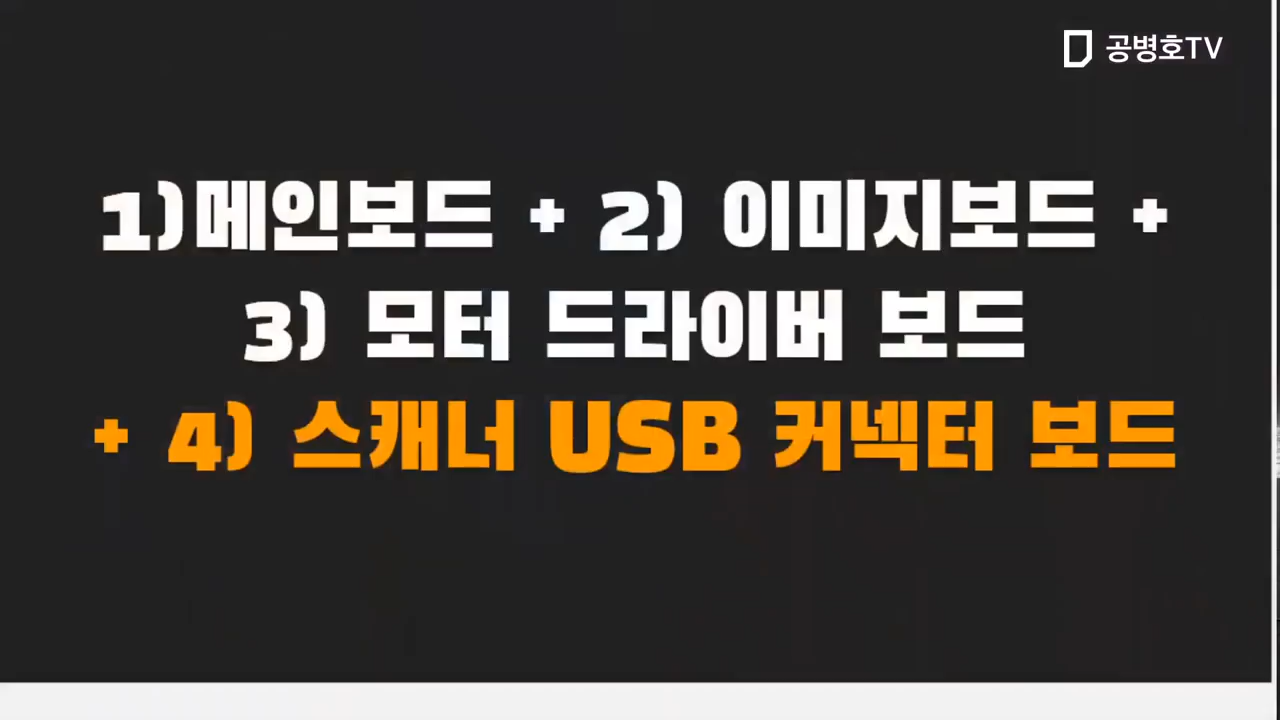 공병호TV
1)메인보드 + 2) 이미지보드 +
3) 모터 드라이버 보드
+ 4) 스캐너 USB 커넥터 보드